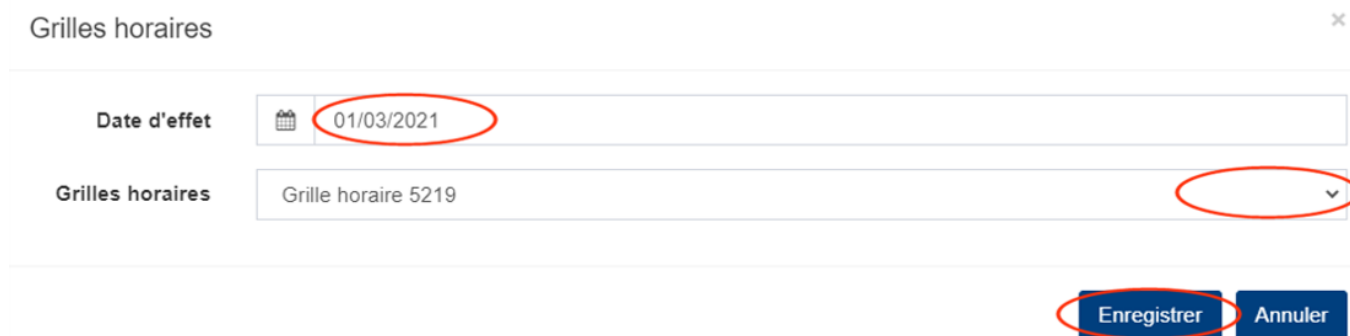 Grilles horaires ×
Date d'effet 01/03/2021
Grilles horaires Grille horaire 5219
Enregistrer Annuler